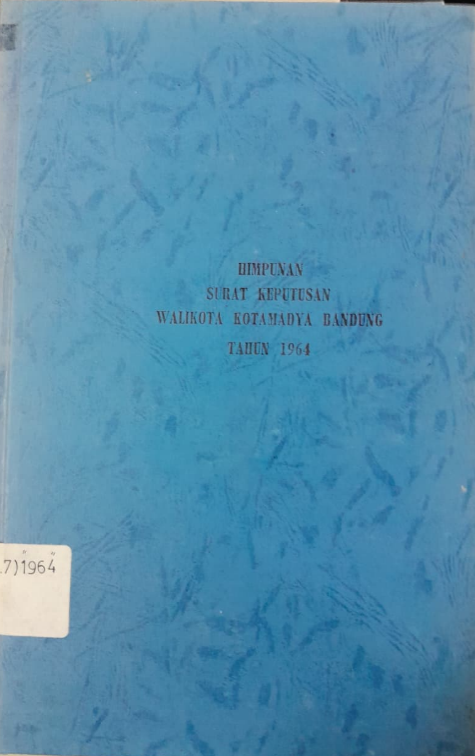 HIMPUNAN
SURAT KEPUTUSAN
WALIKOTA KOTAMADYA BANDUNG
TAHUN 1964
7)"1964"